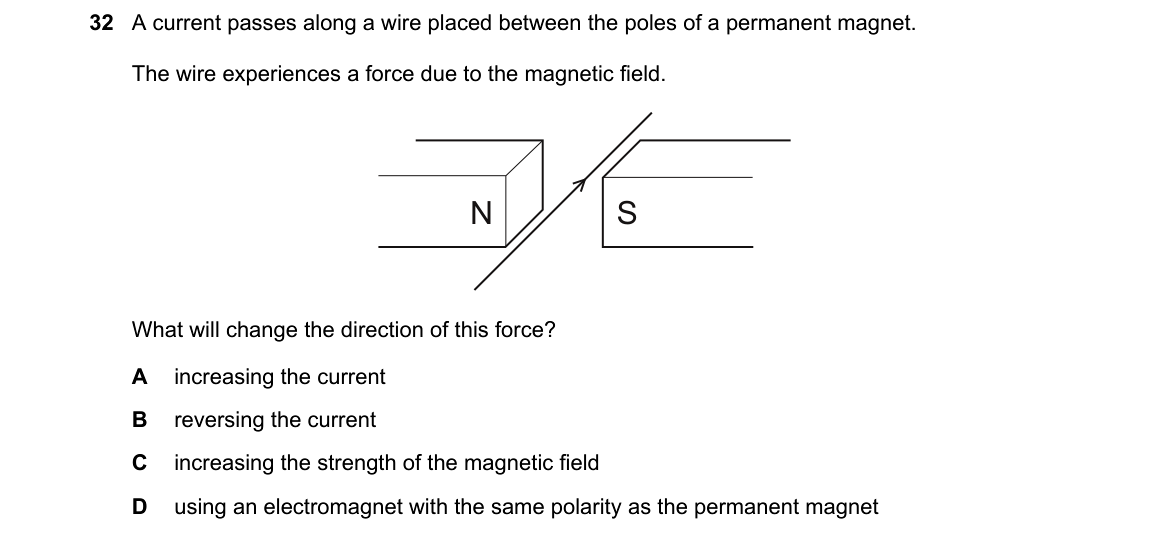 32 A current passes along a wire placed between the poles of a permanent magnet.
The wire experiences a force due to the magnetic field.
N S
What will change the direction of this force?
A increasing the current
B reversing the current
C increasing the strength of the magnetic field
D using an electromagnet with the same polarity as the permanent magnet